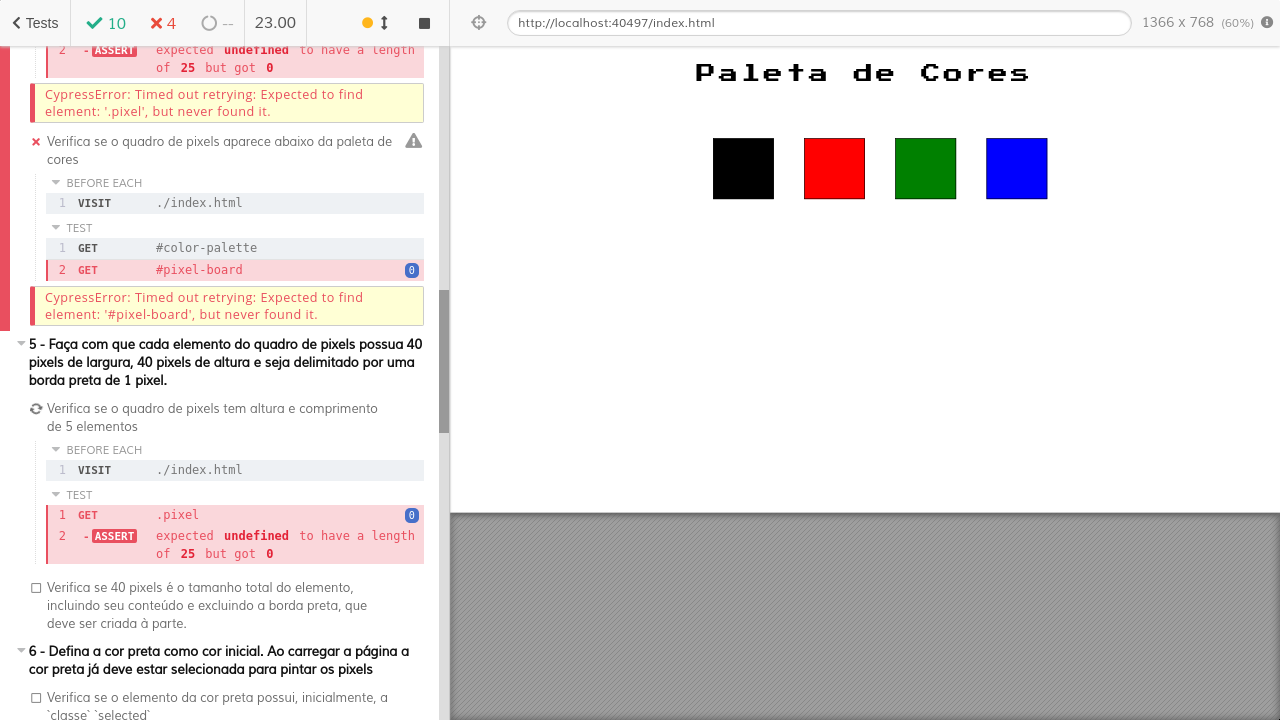 Tests
10
4
--
23.00
http://localhost:40497/index.html
1366 x 768 (60%)
2 -ASSERT expected undefined to have a length
of 25 but got 0
CypressError: Timed out retrying: Expected to find
element: '.pixel', but never found it.
Verifica se o quadro de pixels aparece abaixo da paleta de
cores
BEFORE EACH
1 VISIT ./index.html
TEST
1 GET #color-palette
2 GET #pixel-board 0
CypressError: Timed out retrying: Expected to find
element: '#pixel-board', but never found it.
5 - Faça com que cada elemento do quadro de pixels possua 40
pixels de largura, 40 pixels de altura e seja delimitado por uma
borda preta de 1 pixel.
Verifica se o quadro de pixels tem altura e comprimento
de 5 elementos
BEFORE EACH
1 VISIT ./index.html
TEST
1 GET .pixel 0
2 -ASSERT expected undefined to have a length
of 25 but got 0
Verifica se 40 pixels é o tamanho total do elemento,
incluindo seu conteúdo e excluindo a borda preta, que
deve ser criada à parte.
6 - Defina a cor preta como cor inicial. Ao carregar a página a
cor preta já deve estar selecionada para pintar os pixels
Verifica se o elemento da cor preta possui, inicialmente, a
`classe` `selected`
Paleta de Cores